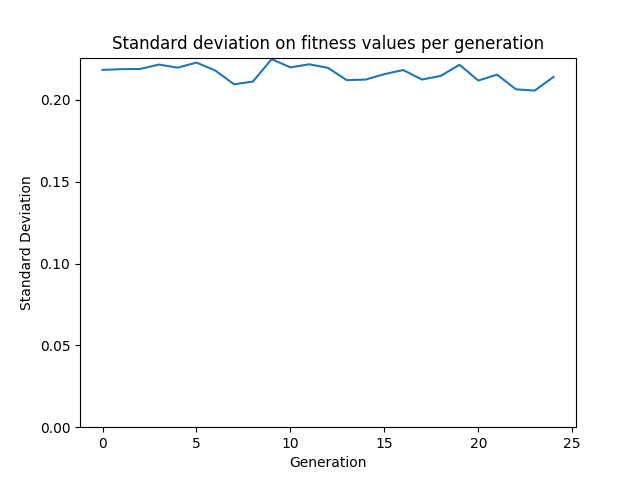 Standard deviation on fitness values per generation
0.20
0.15
0.10
0.05
0.00
Standard Deviation
0 5 10 15 20 25
Generation